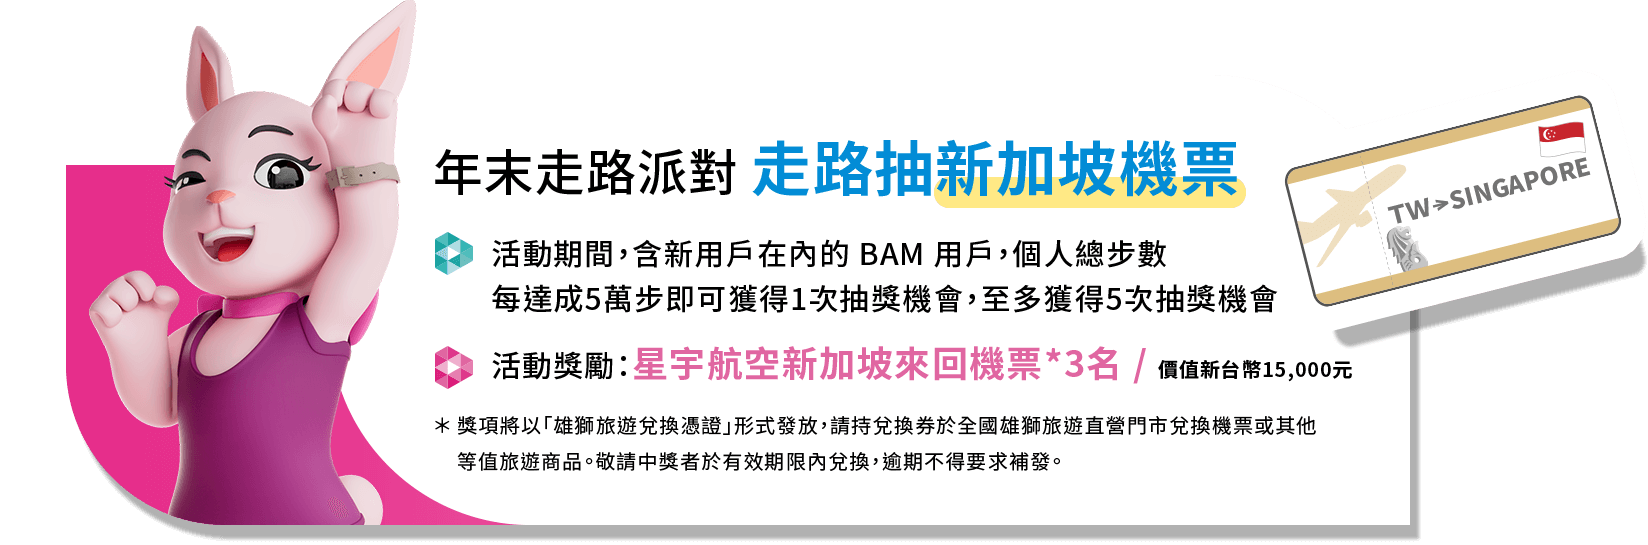 年末走路派對 走路抽新加坡機票
活動期間，含新用戶在內的 BAM 用戶，個人總步數
每達成5萬步即可獲得1次抽獎機會，至多獲得5次抽獎機會
活動獎勵：星宇航空新加坡來回機票*3名 / 價值新台幣15,000元
＊獎項將以「雄獅旅遊兌換憑證」形式發放，請持兌換券於全國雄獅旅遊直營門市兌換機票或其他
等值旅遊商品。敬請中獎者於有效期限內兌換，逾期不得要求補發。
TW➔SINGAPORE